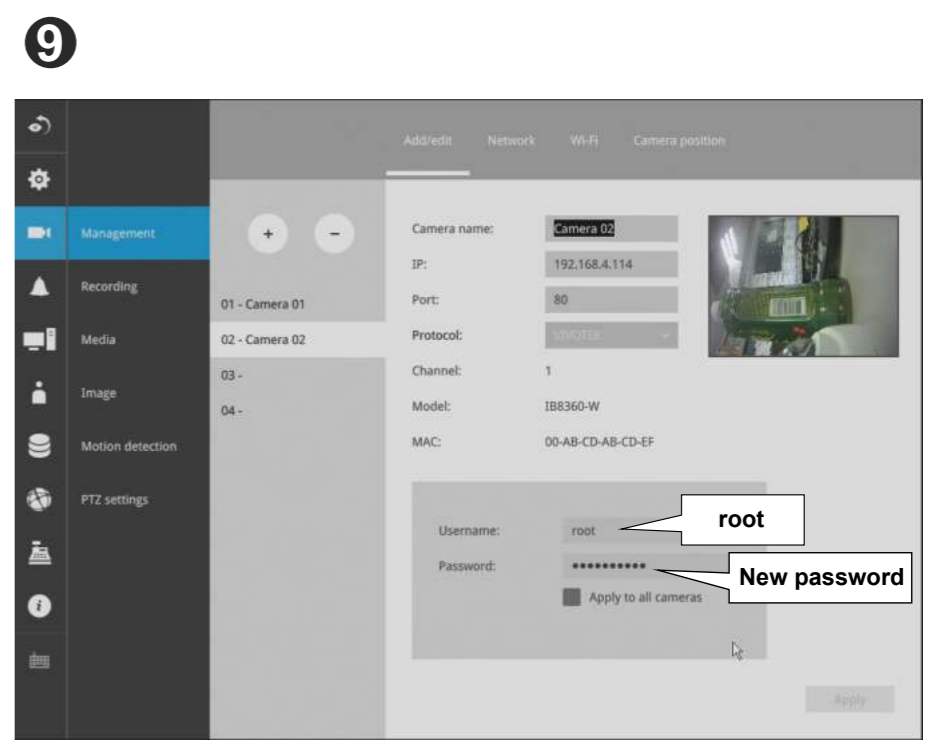 9
Add/edit Network Wi-Fi Camera position
Management
Recording
Media
Image
Motion detection
PTZ settings
+ -
01 - Camera 01
02 - Camera 02
03 -
04 -
Camera name: Camera 02
IP: 192.168.4.114
Port: 80
Protocol: VIVOTEK
Channel: 1
Model: IB8360-W
MAC: 00-AB-CD-AB-CD-EF
Username: root
root
Password: ••••••••••
New password
Apply to all cameras
Apply